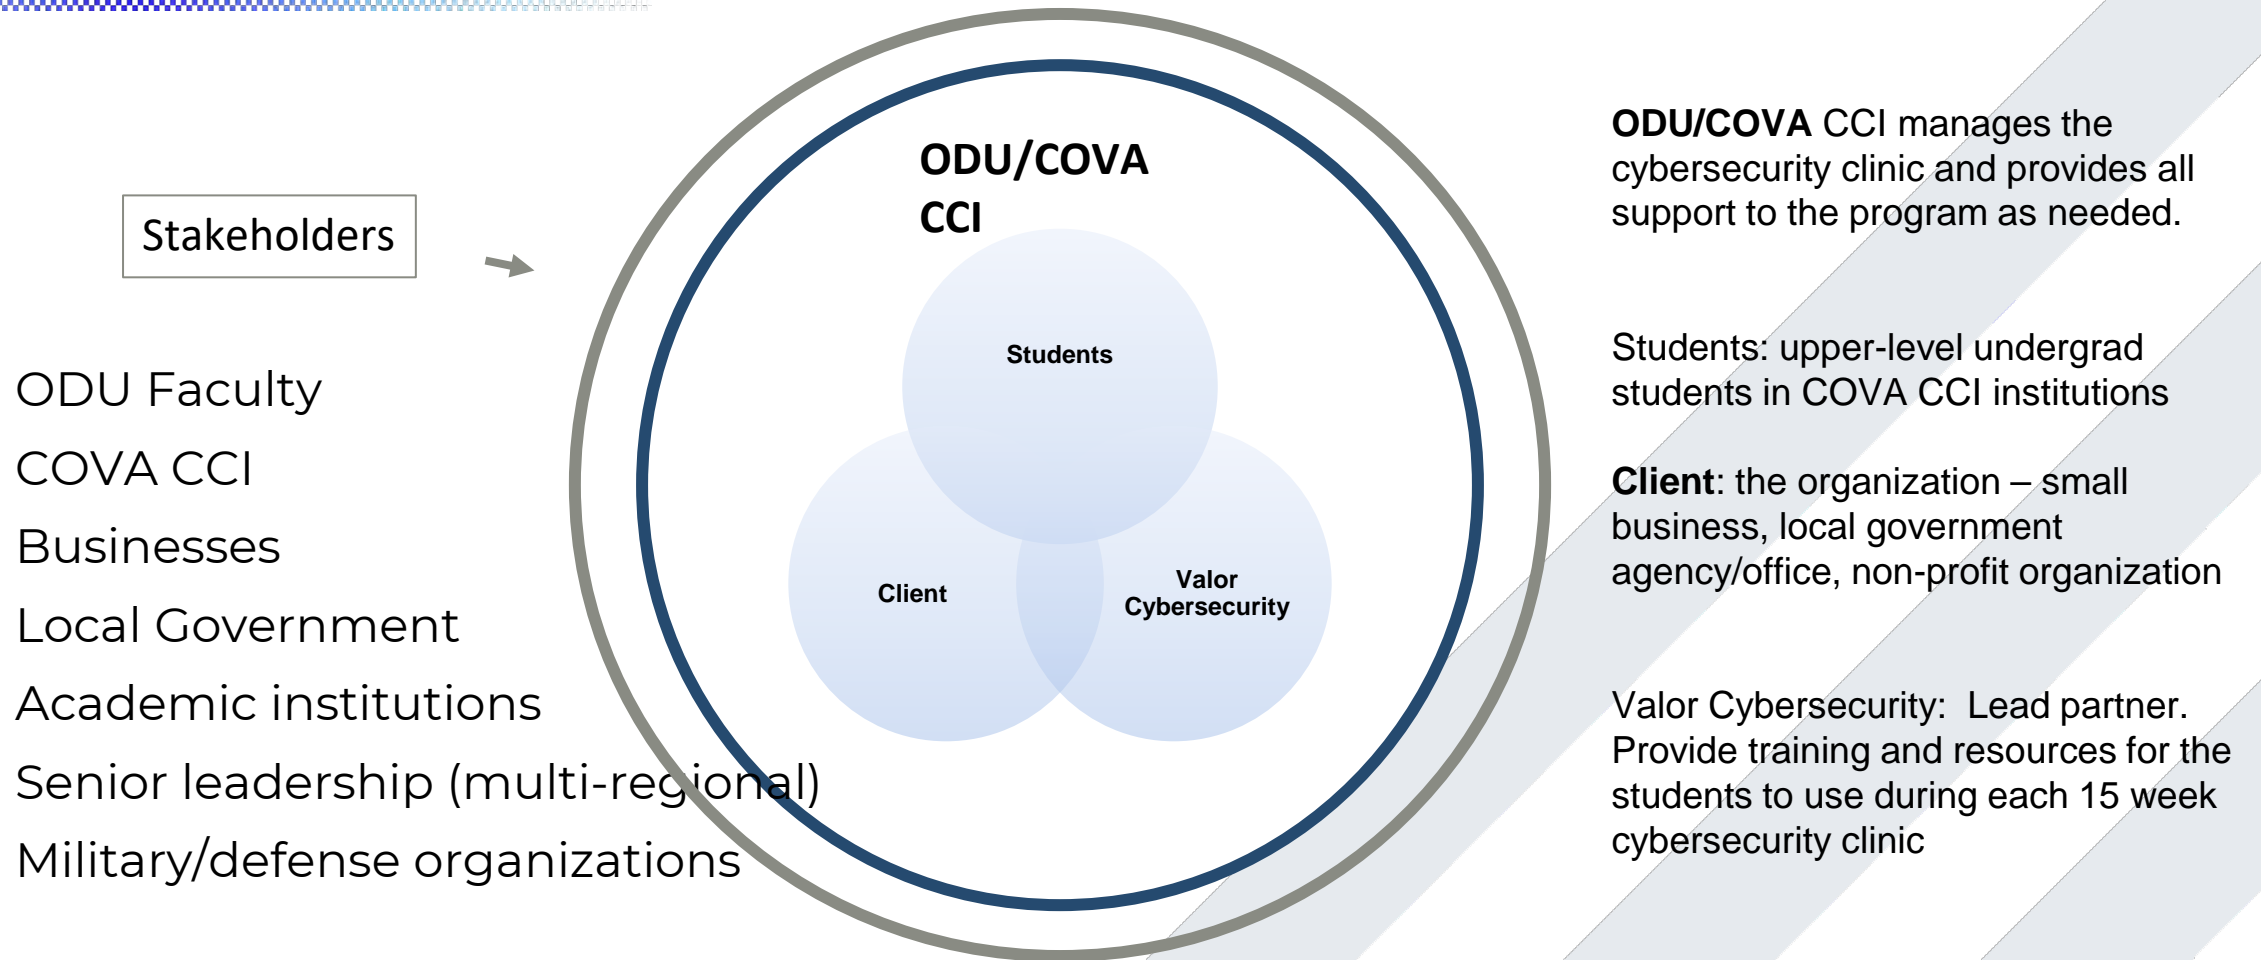 Stakeholders
ODU Faculty
COVA CCI
Businesses
Local Government
Academic institutions
Senior leadership (multi-regional)
Military/defense organizations
ODU/COVA
CCI
Students
Client
Valor
Cybersecurity
ODU/COVA CCI manages the
cybersecurity clinic and provides all
support to the program as needed.
Students: upper-level undergrad
students in COVA CCI institutions
Client: the organization – small
business, local government
agency/office, non-profit organization
Valor Cybersecurity:  Lead partner.
Provide training and resources for the
students to use during each 15 week
cybersecurity clinic